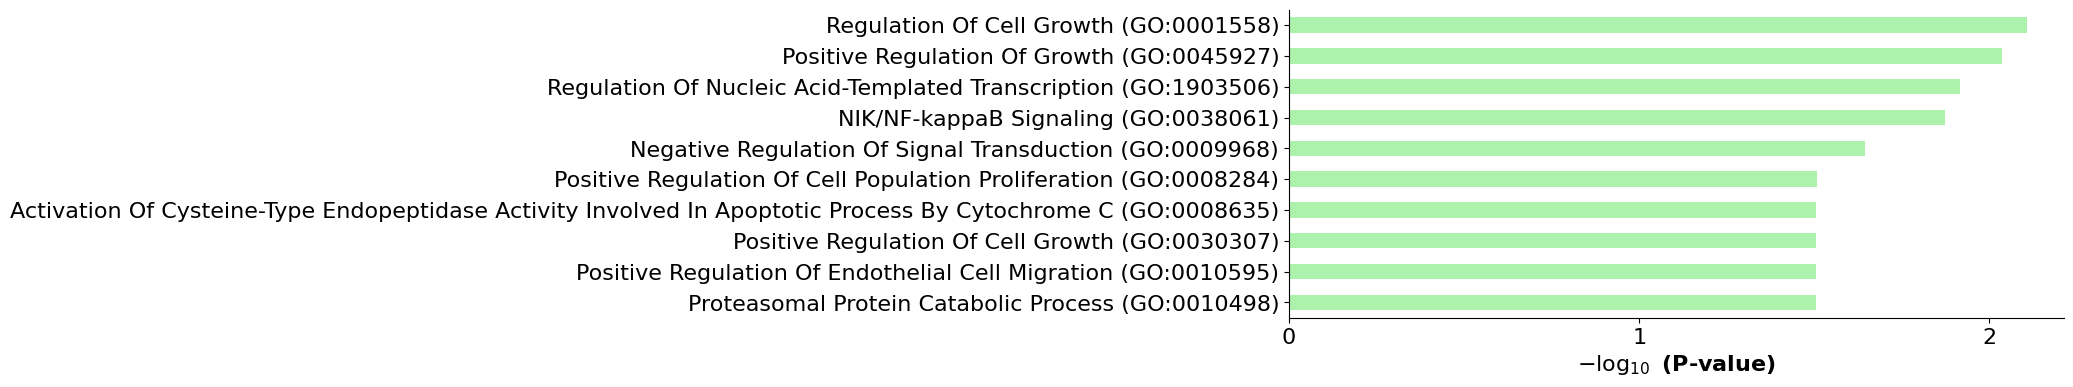 Regulation Of Cell Growth (GO:0001558)
Positive Regulation Of Growth (GO:0045927)
Regulation Of Nucleic Acid-Templated Transcription (GO:1903506)
NIK/NF-kappaB Signaling (GO:0038061)
Negative Regulation Of Signal Transduction (GO:0009968)
Positive Regulation Of Cell Population Proliferation (GO:0008284)
Activation Of Cysteine-Type Endopeptidase Activity Involved In Apoptotic Process By Cytochrome C (GO:0008635)
Positive Regulation Of Cell Growth (GO:0030307)
Positive Regulation Of Endothelial Cell Migration (GO:0010595)
Proteasomal Protein Catabolic Process (GO:0010498)
0 1 2
−log₁₀ (P-value)